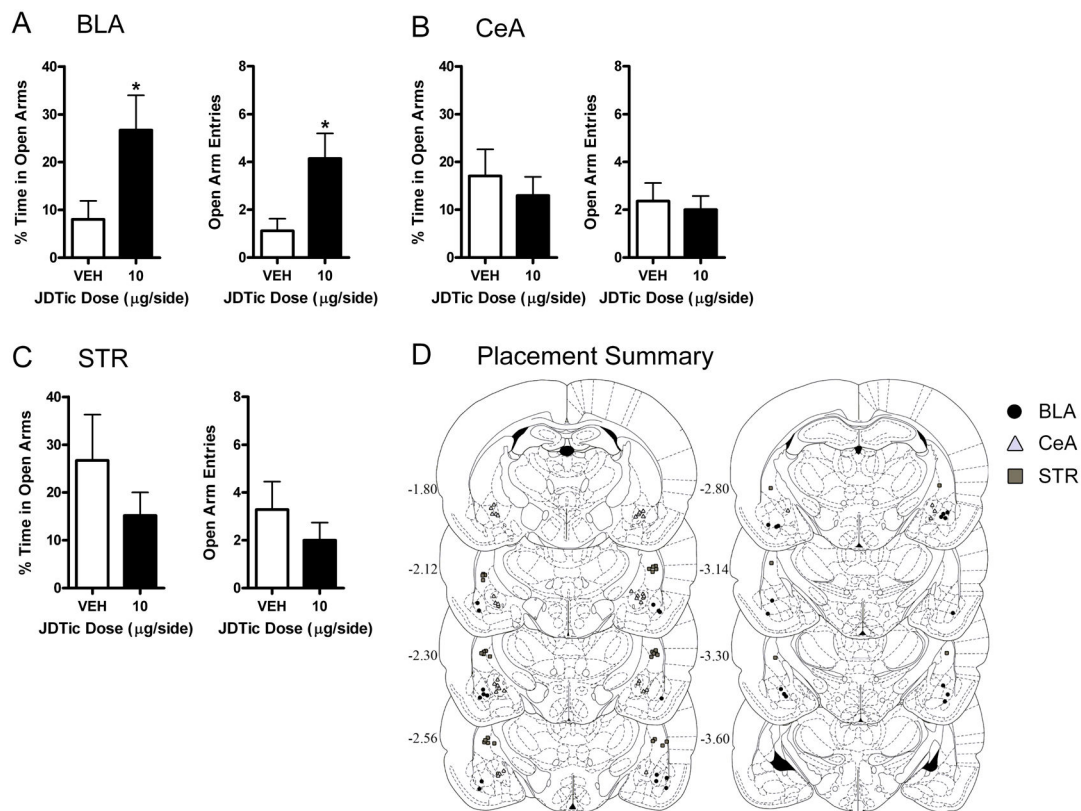 A BLA
% Time in Open Arms
40
30
20
10
0
VEH 10
JDTic Dose (µg/side)
*
Open Arm Entries
8
6
4
2
0
VEH 10
JDTic Dose (µg/side)
*
B CeA
% Time in Open Arms
40
30
20
10
0
VEH 10
JDTic Dose (µg/side)
Open Arm Entries
8
6
4
2
0
VEH 10
JDTic Dose (µg/side)
C STR
% Time in Open Arms
40
30
20
10
0
VEH 10
JDTic Dose (µg/side)
Open Arm Entries
8
6
4
2
0
VEH 10
JDTic Dose (µg/side)
D Placement Summary
-1.80
-2.12
-2.30
-2.56
-2.80
-3.14
-3.30
-3.60
BLA
CeA
STR